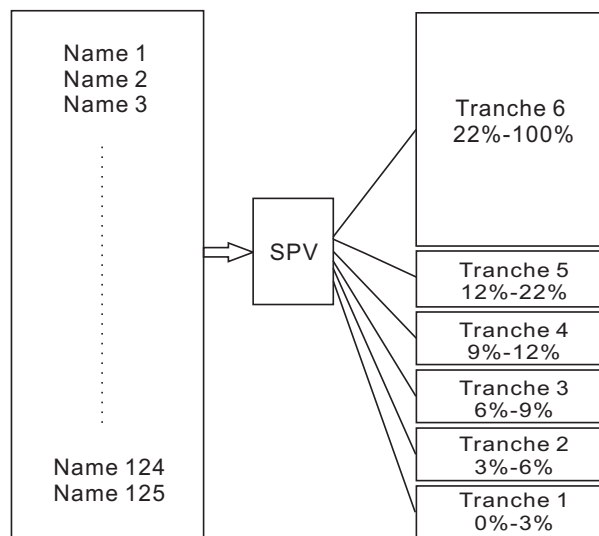 Name 1
Name 2
Name 3
Name 124
Name 125
SPV
Tranche 6
22%-100%
Tranche 5
12%-22%
Tranche 4
9%-12%
Tranche 3
6%-9%
Tranche 2
3%-6%
Tranche 1
0%-3%